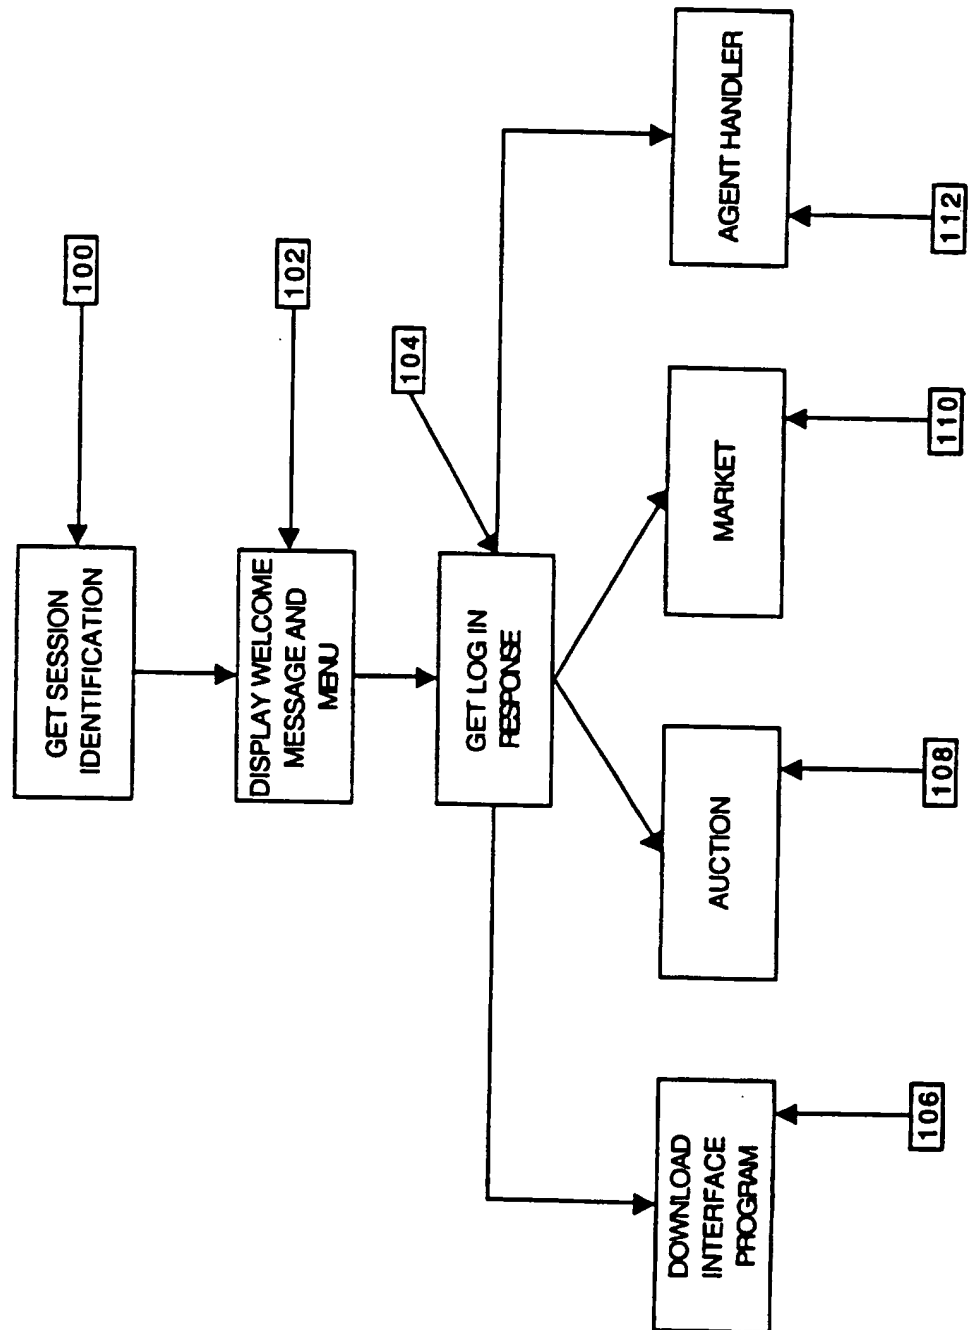 100
GET SESSION
IDENTIFICATION
102
DISPLAY WELCOME
MESSAGE AND
MENU
104
GET LOG IN
RESPONSE
DOWNLOAD
INTERFACE
PROGRAM
106
AUCTION
108
MARKET
110
AGENT HANDLER
112